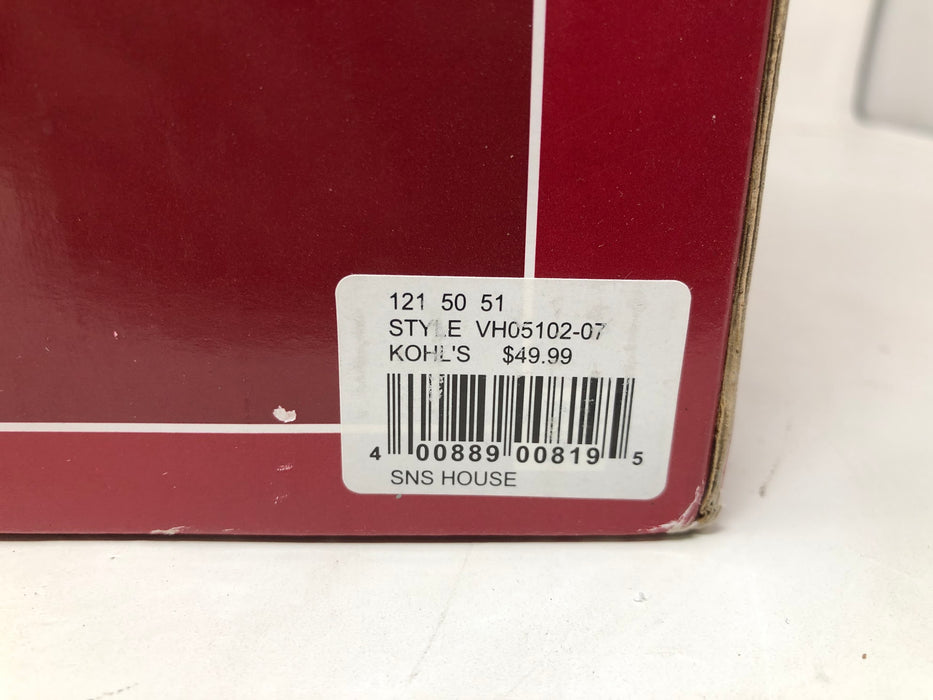 121 50 51
STYLE VH05102-07
KOHL'S $49.99
4 00889 00819 5
SNS HOUSE